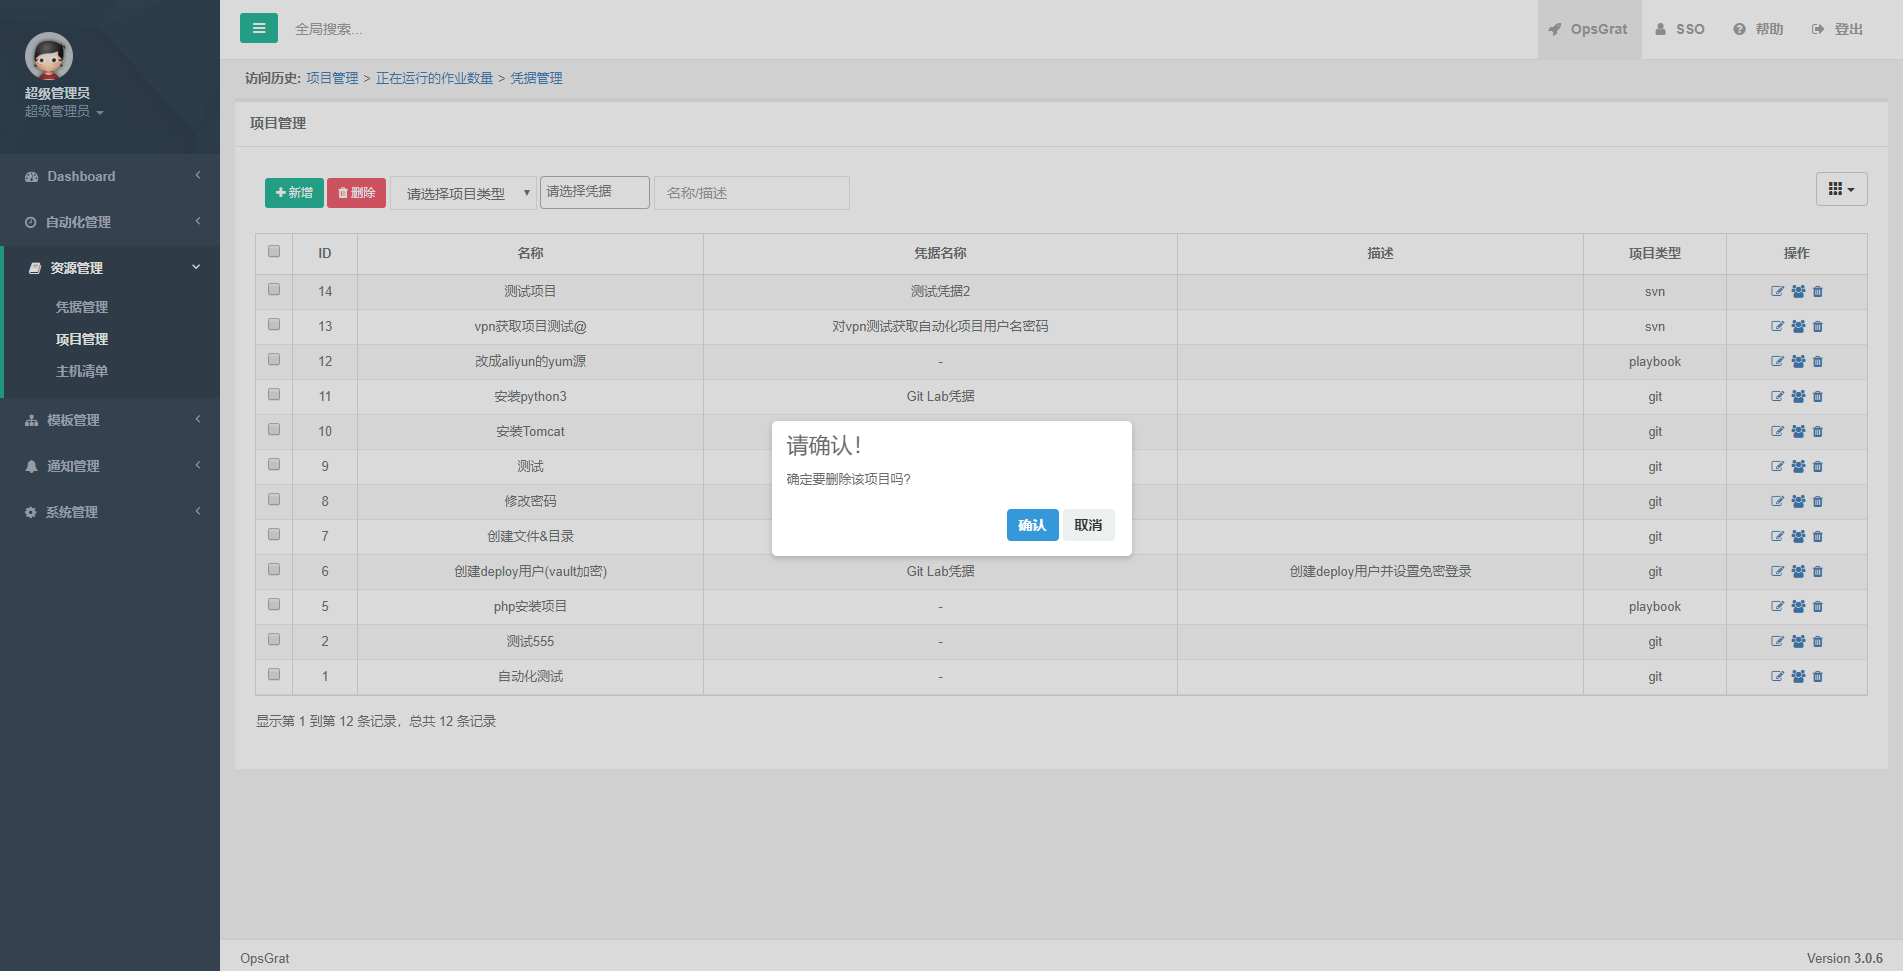 超级管理员
超级管理员
Dashboard
自动化管理
资源管理
凭据管理
项目管理
主机清单
模板管理
通知管理
系统管理
全局搜索...
OpsGrat SSO 帮助 登出
访问历史: 项目管理 > 正在运行的作业数量 > 凭据管理
项目管理
新增 删除 请选择项目类型 请选择凭据 名称/描述
ID 名称 凭据名称 描述 项目类型 操作
14 测试项目 测试凭据2 svn
13 vpn获取项目测试@ 对vpn测试获取自动化项目用户名密码 svn
12 改成aliyun的yum源 - playbook
11 安装python3 Git Lab凭据 git
10 安装Tomcat git
9 测试 git
8 修改密码 git
7 创建文件&目录 git
6 创建deploy用户(vault加密) Git Lab凭据 创建deploy用户并设置免密登录 git
5 php安装项目 - playbook
2 测试555 - git
1 自动化测试 - git
请确认！
确定要删除该项目吗?
确认 取消
显示第 1 到第 12 条记录，总共 12 条记录
OpsGrat
Version 3.0.6